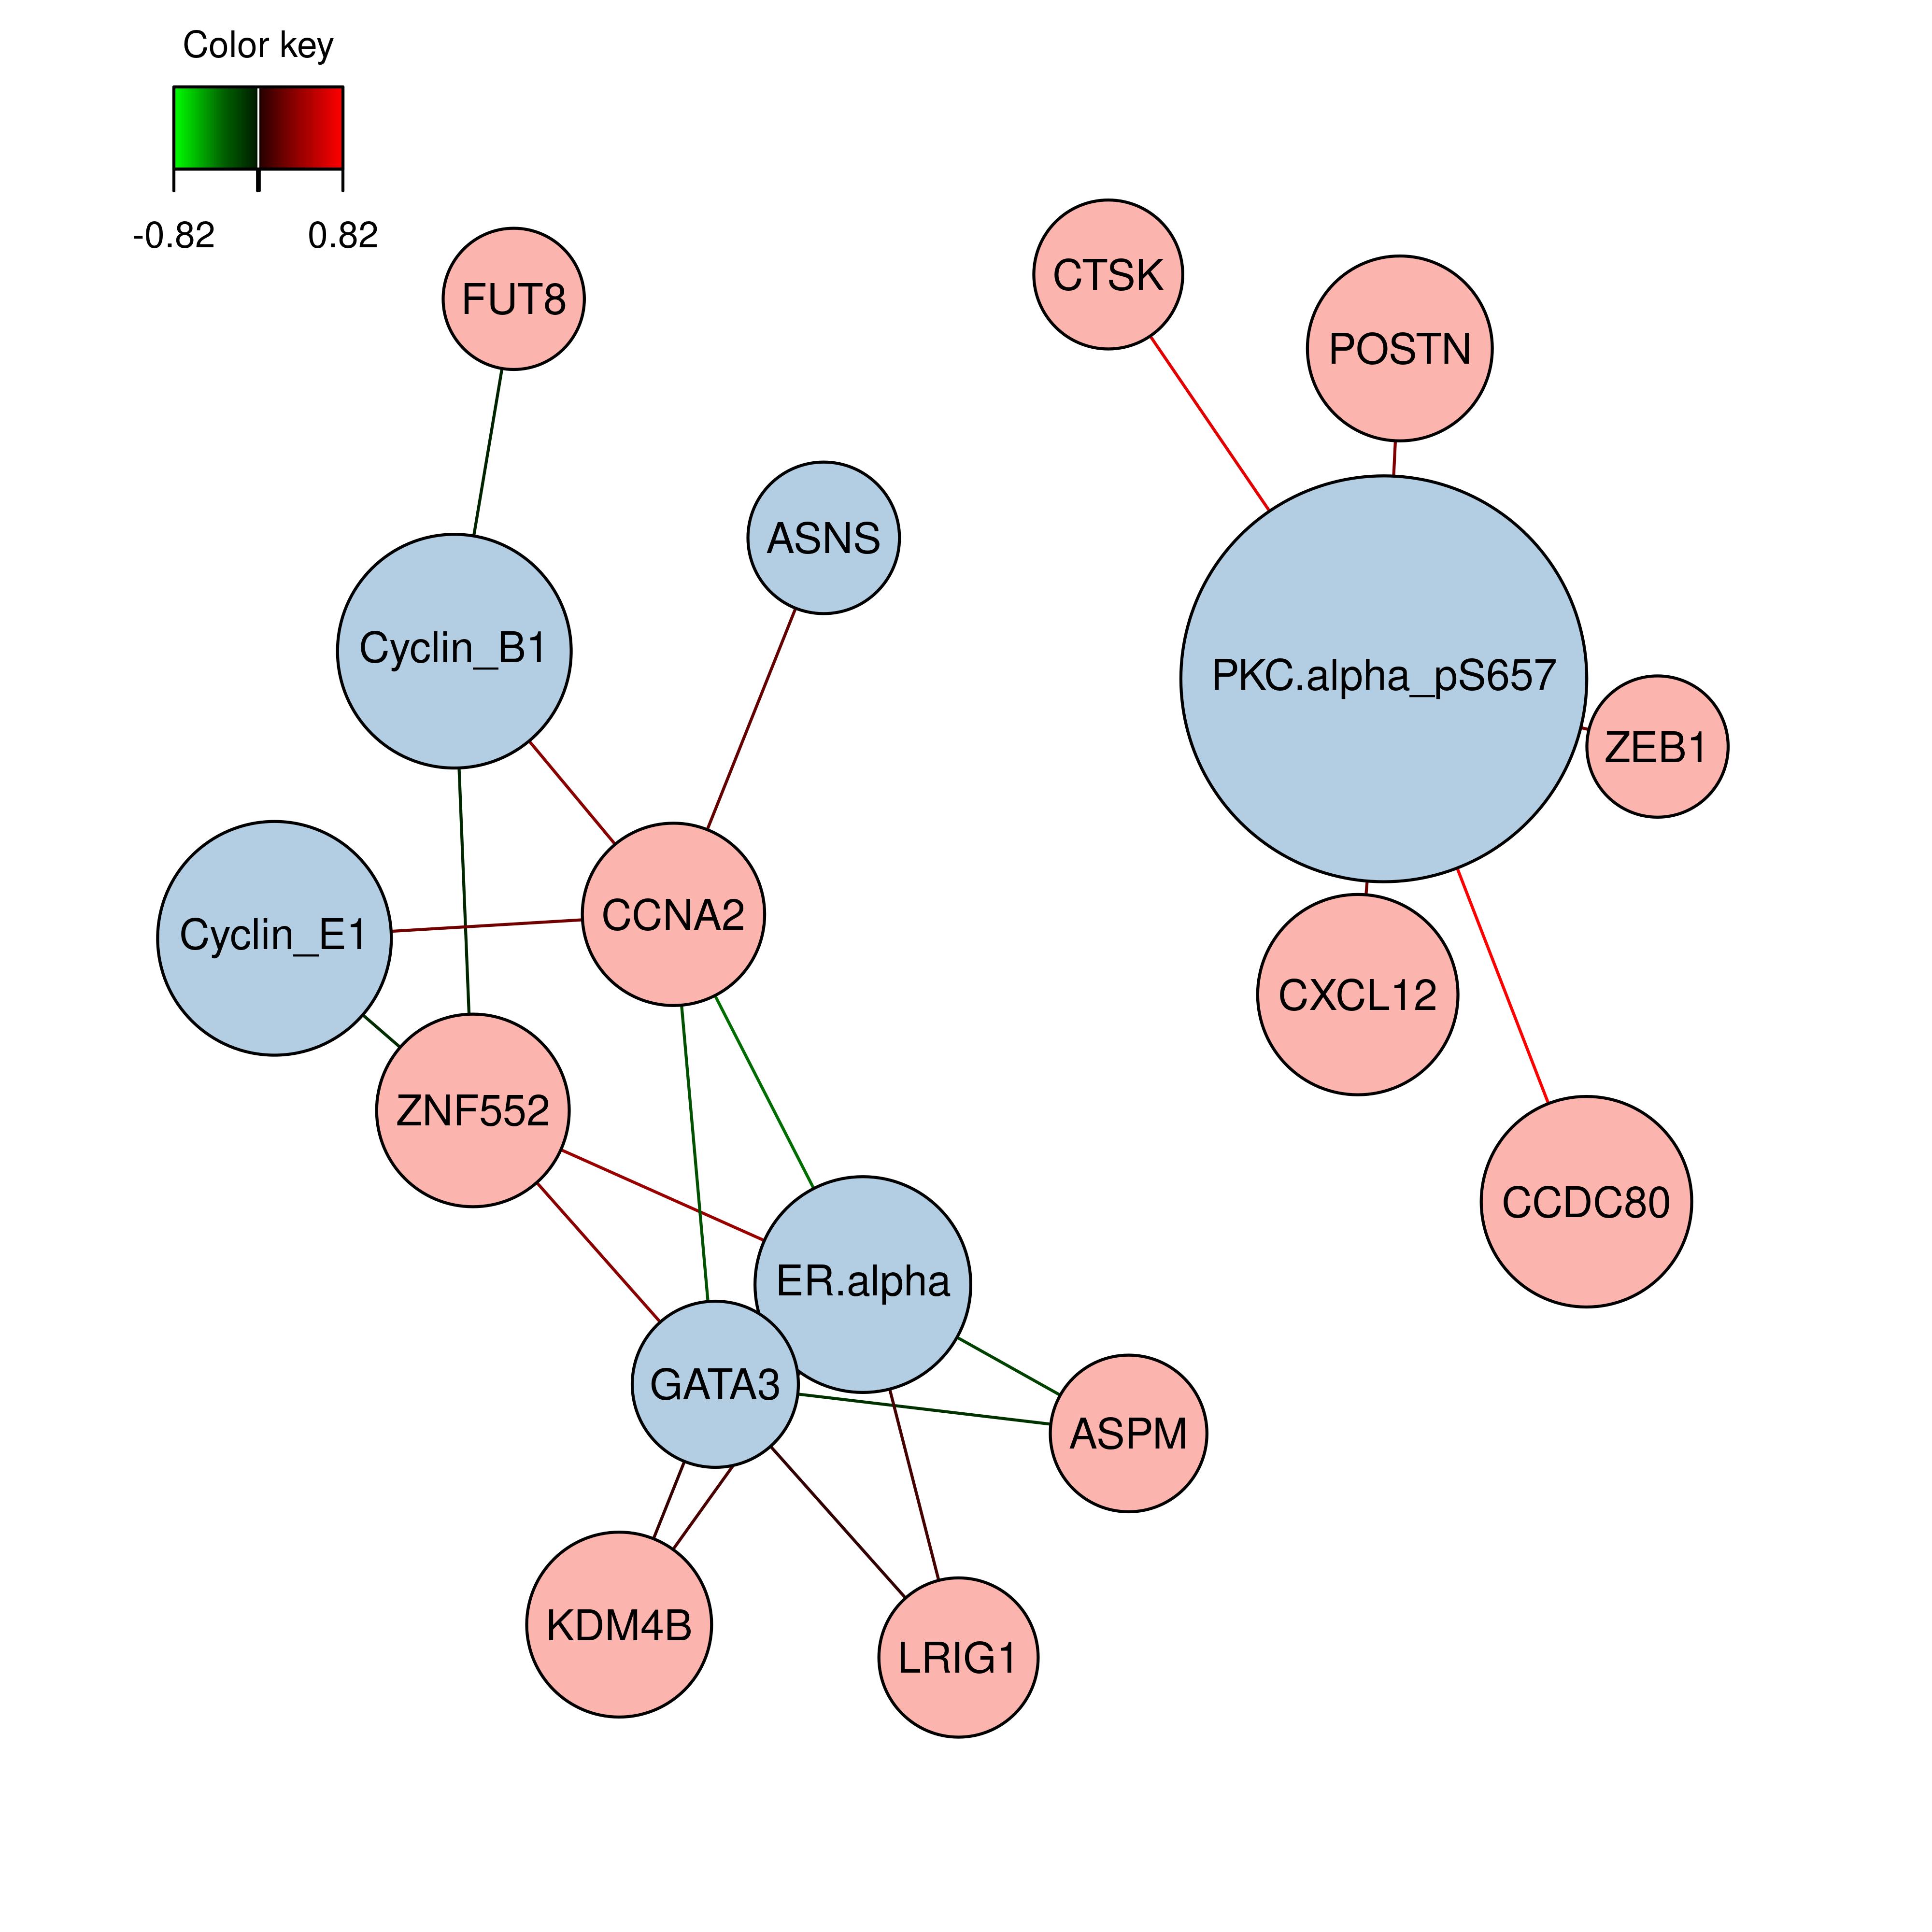 Color key
-0.82
0.82
CTSK
FUT8
POSTN
ASNS
Cyclin_B1
PKC.alpha_pS657
ZEB1
CCNA2
Cyclin_E1
CXCL12
ZNF552
CCDC80
ER.alpha
GATA3
ASPM
KDM4B
LRIG1